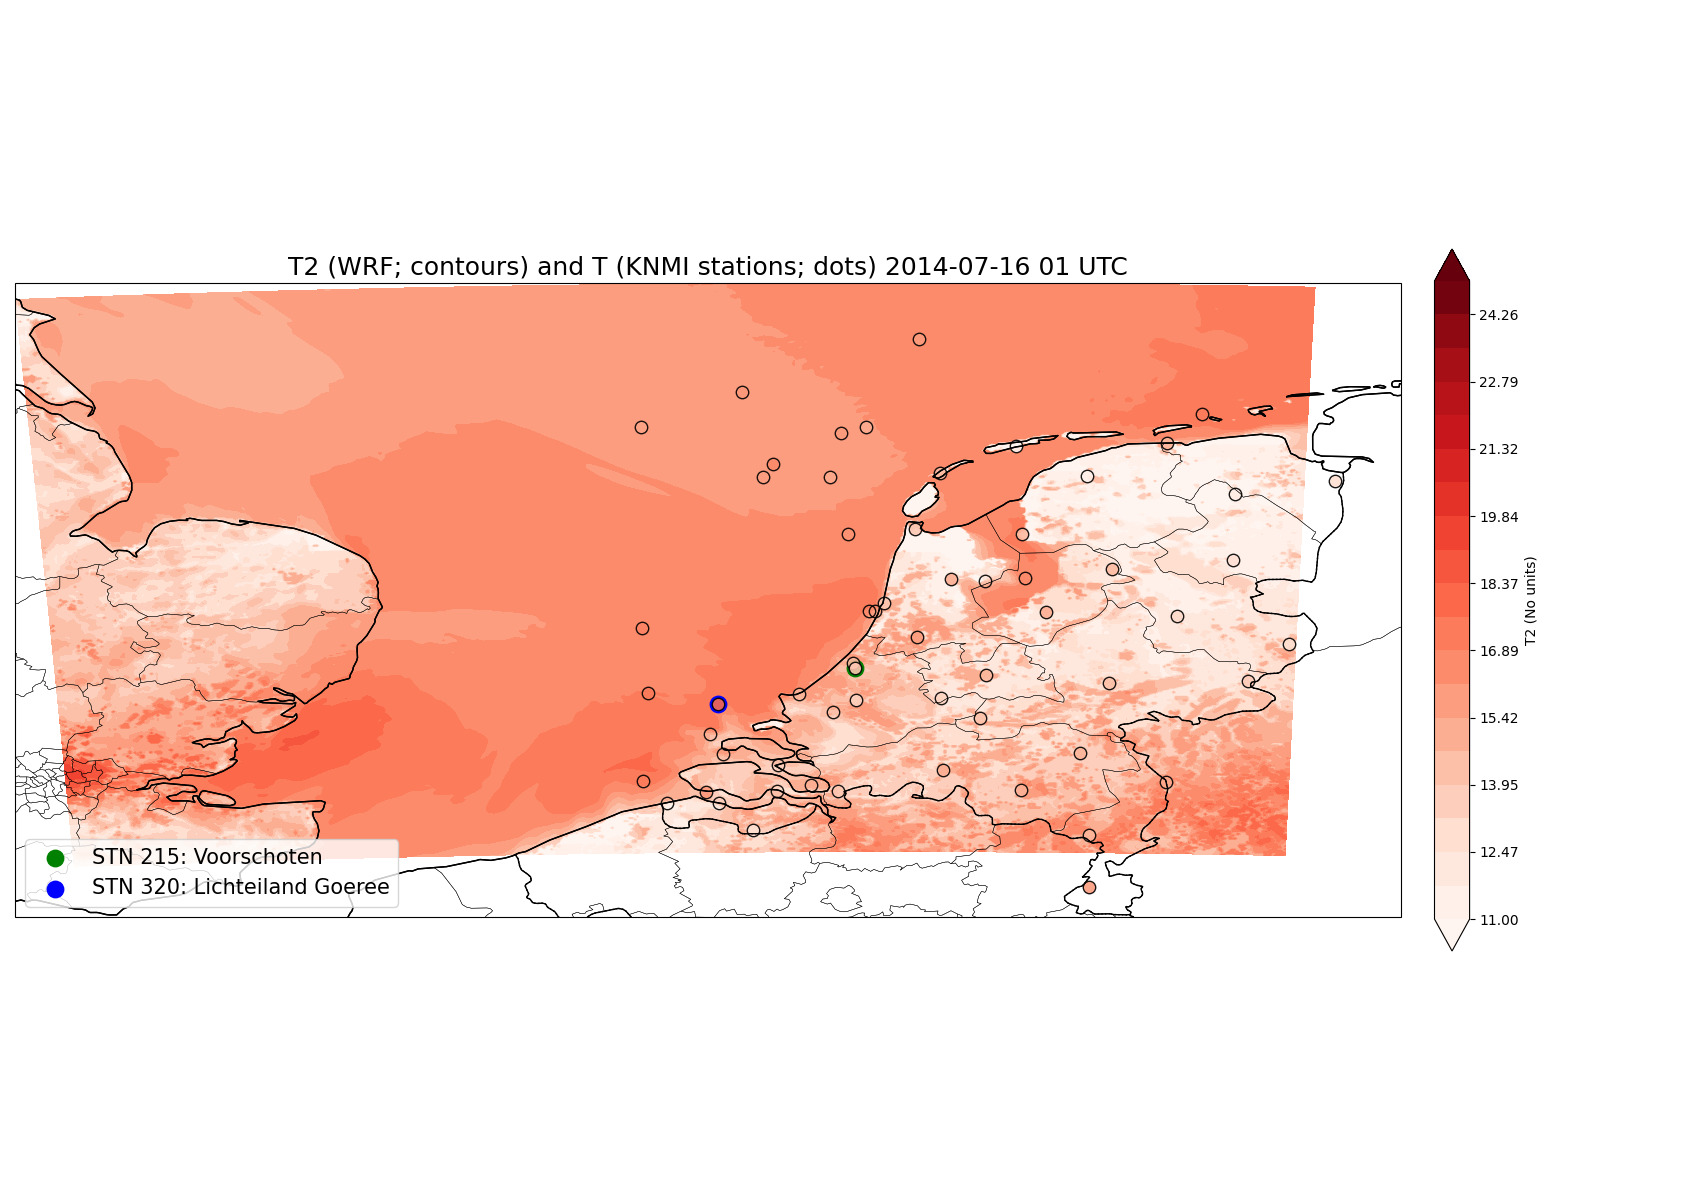 T2 (WRF; contours) and T (KNMI stations; dots) 2014-07-16 01 UTC
24.26
22.79
21.32
19.84
18.37
16.89
15.42
13.95
12.47
11.00
T2 (No units)
STN 215: Voorschoten
STN 320: Lichteiland Goeree